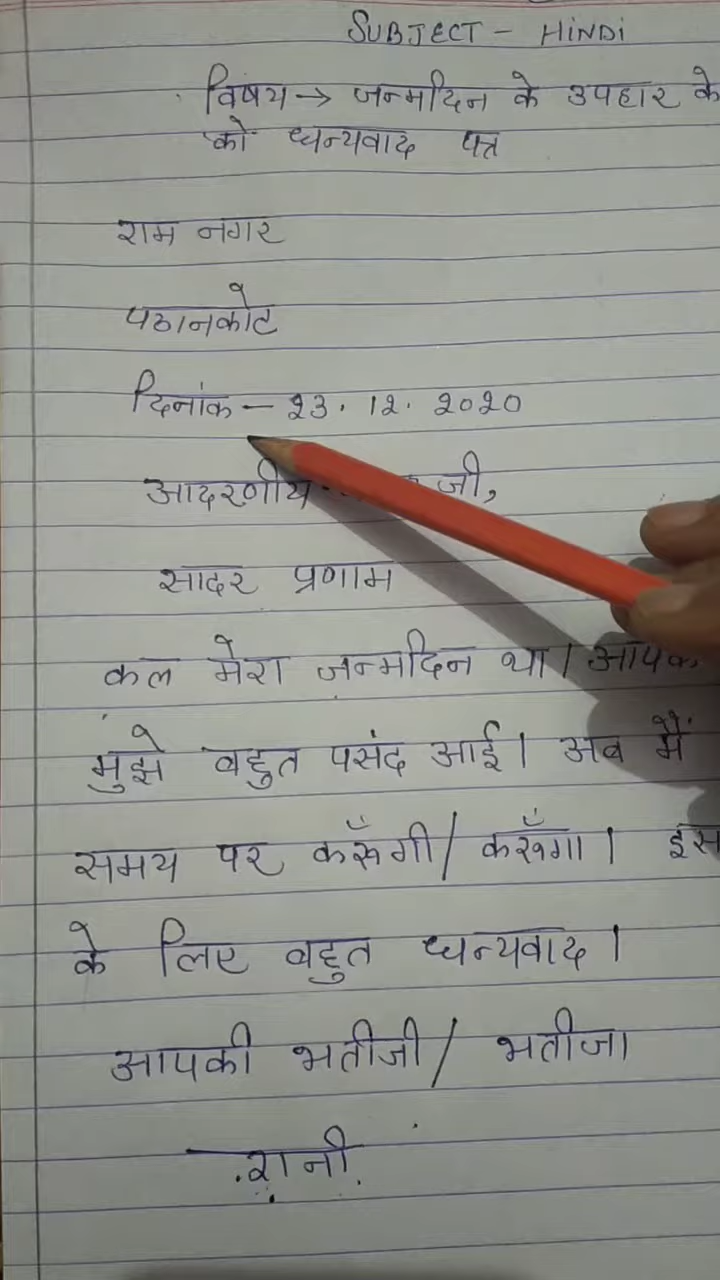 SUBJECT - HINDI
विषय → जन्मदिन के उपहार के
को धन्यवाद पत्र
राम नगर
पठानकोट
दिनांक - 23. 12. 2020
आदरणीय जी,
सादर प्रणाम
कल मेरा जन्मदिन था। आपके
मुझे बहुत पसंद आई। अब मैं
समय पर करूँगी/ करूँगा। इस
के लिए बहुत धन्यवाद।
आपकी भतीजी/ भतीजा
रानी